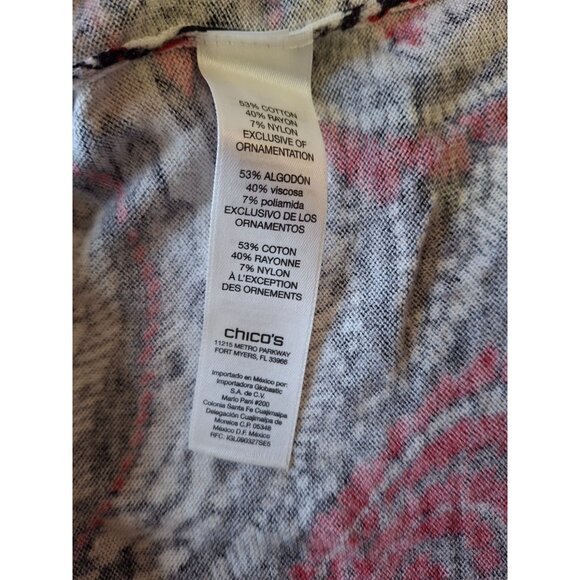 53% COTTON
40% RAYON
7% NYLON
EXCLUSIVE OF
ORNAMENTATION
53% ALGODÓN
40% viscosa
7% poliamida
EXCLUSIVO DE LOS
ORNAMENTOS
53% COTON
40% RAYONNE
7% NYLON
À L'EXCEPTION
DES ORNEMENTS
chico's
11215 METRO PARKWAY
FORT MYERS, FL 33966
Importado en México por:
Importadora Globastic
S.A. de C.V.
Mario Pani #200
Colonia Santa Fe Cuajimalpa
Delegación Cuajimalpa de
Morelos C.P. 05348
México D.F. México
RFC: IGL090327SE5